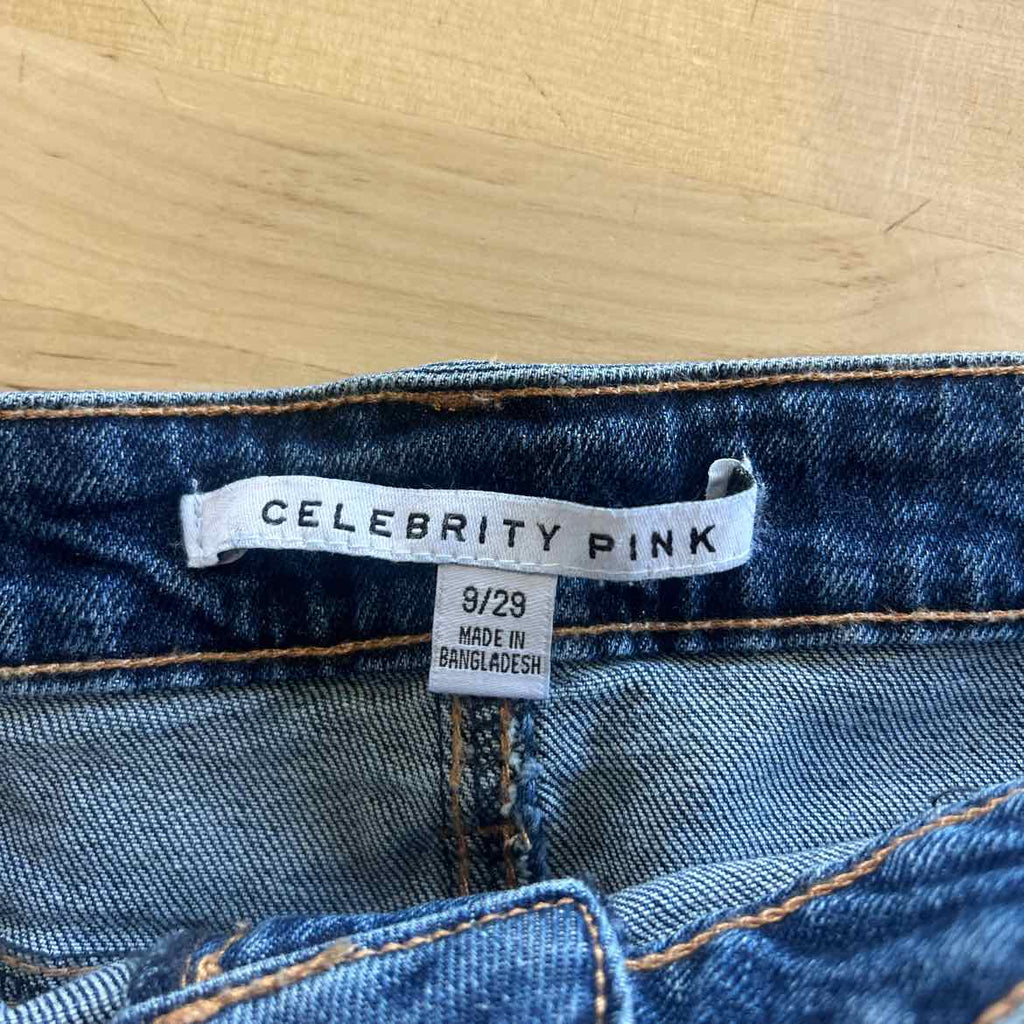 CELEBRITY PINK
9/29
MADE IN
BANGLADESH